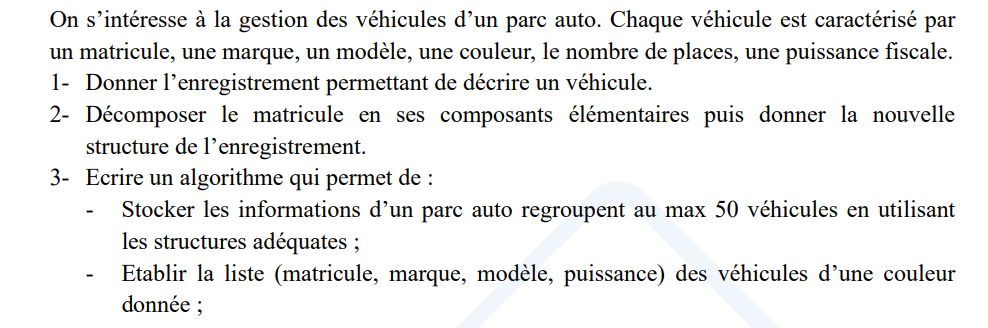 On s’intéresse à la gestion des véhicules d’un parc auto. Chaque véhicule est caractérisé par
un matricule, une marque, un modèle, une couleur, le nombre de places, une puissance fiscale.
1- Donner l’enregistrement permettant de décrire un véhicule.
2- Décomposer le matricule en ses composants élémentaires puis donner la nouvelle
structure de l’enregistrement.
3- Ecrire un algorithme qui permet de :
- Stocker les informations d’un parc auto regroupent au max 50 véhicules en utilisant
les structures adéquates ;
- Etablir la liste (matricule, marque, modèle, puissance) des véhicules d’une couleur
donnée ;